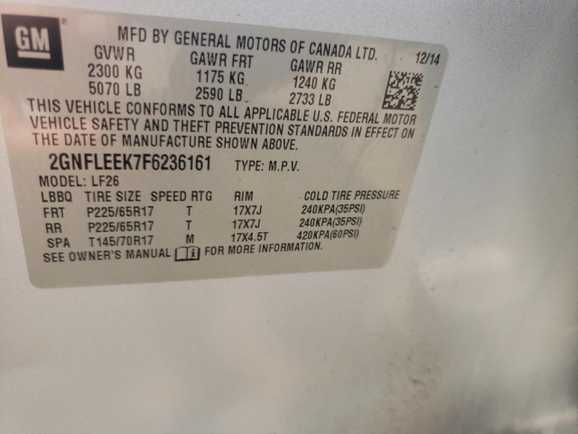 GM
MFD BY GENERAL MOTORS OF CANADA LTD. 12/14
GVWR GAWR FRT GAWR RR
2300 KG 1175 KG 1240 KG
5070 LB 2590 LB 2733 LB
THIS VEHICLE CONFORMS TO ALL APPLICABLE U.S. FEDERAL MOTOR
VEHICLE SAFETY AND THEFT PREVENTION STANDARDS IN EFFECT ON
THE DATE OF MANUFACTURE SHOWN ABOVE.
2GNFLEEK7F6236161 TYPE: M.P.V.
MODEL: LF26
LBBQ TIRE SIZE SPEED RTG RIM COLD TIRE PRESSURE
FRT P225/65R17 T 17X7J 240KPA(35PSI)
RR P225/65R17 T 17X7J 240KPA(35PSI)
SPA T145/70R17 M 17X4.5T 420KPA(60PSI)
SEE OWNER'S MANUAL FOR MORE INFORMATION.